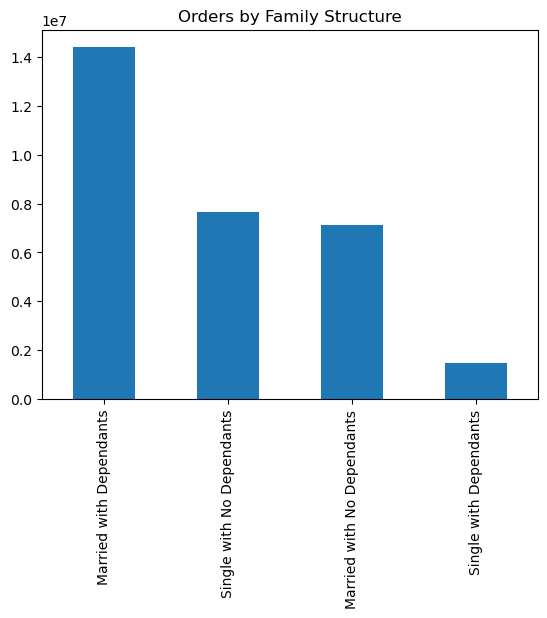 Orders by Family Structure
1e7
1.4
1.2
1.0
0.8
0.6
0.4
0.2
0.0
Married with Dependants
Single with No Dependants
Married with No Dependants
Single with Dependants